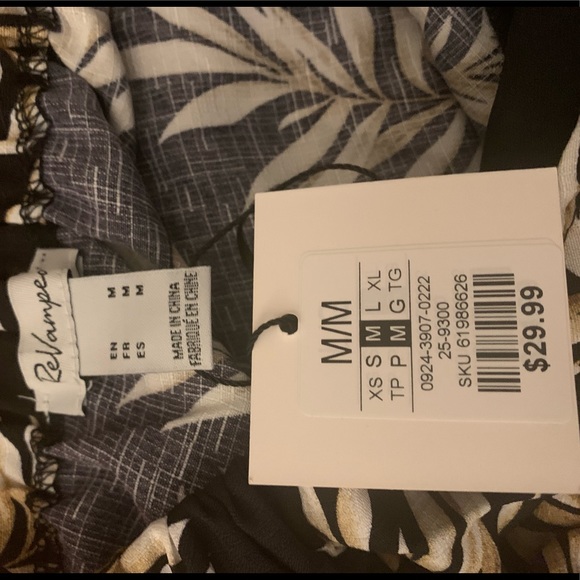 ReVamped..
EN M
FR M
ES M
MADE IN CHINA
FABRIQUÉ EN CHINE
M/M
XS S M L XL
TP P M G TG
0924-3907-0222
25-9300
SKU 61986626
$29.99